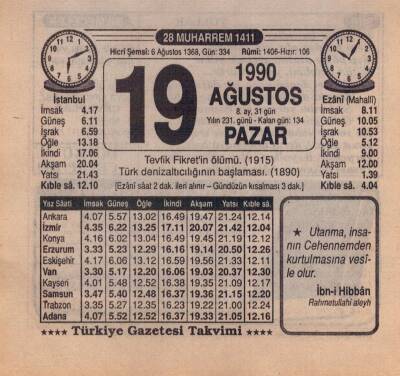 28 MUHARREM 1411
Hicri Şemsî: 6 Ağustos 1368, Gün: 334 Rûmi: 1406-Hızır: 106
19
1990
AĞUSTOS
8. ay, 31 gün
Yılın 231. günü - Kalan gün: 134
PAZAR
İstanbul
İmsak 4.17
Güneş 6.11
İşrak 6.59
Öğle 13.18
İkindi 17.06
Akşam 20.04
Yatsı 21.43
Kıble sâ. 12.10
Ezânî (Mahallî)
İmsak 8.11
Güneş 10.05
İşrak 10.53
Öğle 5.12
İkindi 9.00
Akşam 12.00
Yatsı 1.39
Kıble sâ. 4.04
Tevfik Fikret'in ölümü. (1915)
Türk denizaltıcılığının başlaması. (1890)
[Ezânî sâat 2 dak. ileri alınır – Gündüzün kısalması 3 dak.]
Yaz Sâati İmsak Güneş Öğle İkindi Akşam Yatsı Kıble sâ.
Ankara 4.07 5.57 13.02 16.49 19.47 21.24 12.14
İzmir 4.35 6.22 13.25 17.11 20.07 21.42 12.04
Konya 4.16 6.02 13.04 16.49 19.45 21.19 12.12
Erzurum 3.33 5.23 12.29 16.16 19.14 20.50 12.26
Eskişehir 4.17 6.06 13.12 16.59 19.56 21.33 12.11
Van 3.30 5.17 12.20 16.06 19.03 20.37 12.30
Kayseri 4.01 5.48 12.52 16.38 19.35 21.09 12.17
Samsun 3.47 5.40 12.48 16.37 19.36 21.15 12.20
Trabzon 3.35 5.27 12.35 16.23 19.22 21.00 12.24
Adana 4.07 5.52 12.52 16.37 19.33 21.05 12.16
★ Utanma, insa-
nın Cehennemden
kurtulmasına vesî-
le olur.
İbn-i Hibbân
Rahmetullahi aleyh
★★★★ Türkiye Gazetesi Takvimi ★★★★